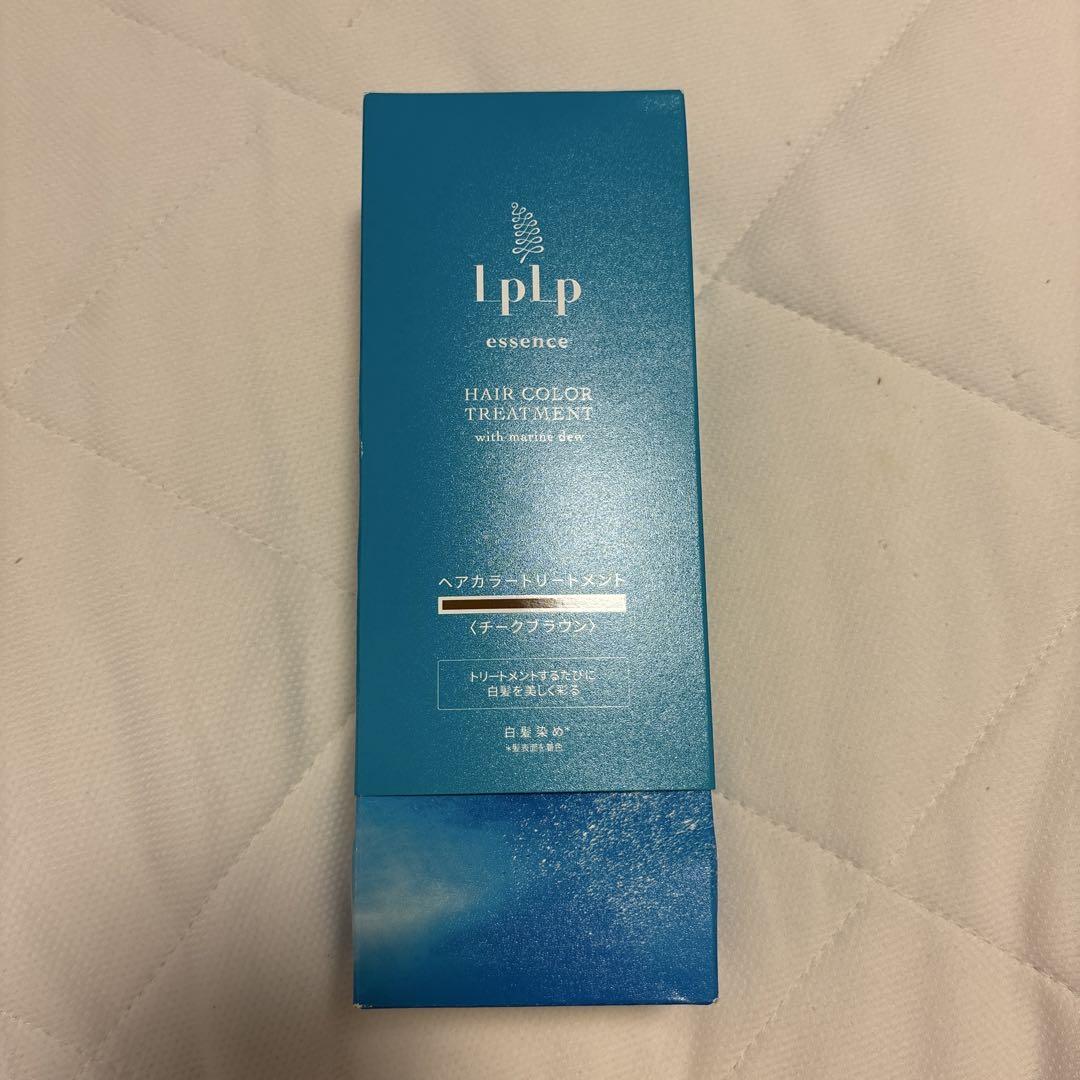 LpLp
essence
HAIR COLOR
TREATMENT
with marine dew
ヘアカラートリートメント
〈チークブラウン〉
トリートメントするたびに
白髪を美しく彩る
白髪染め*
*髪表面を着色